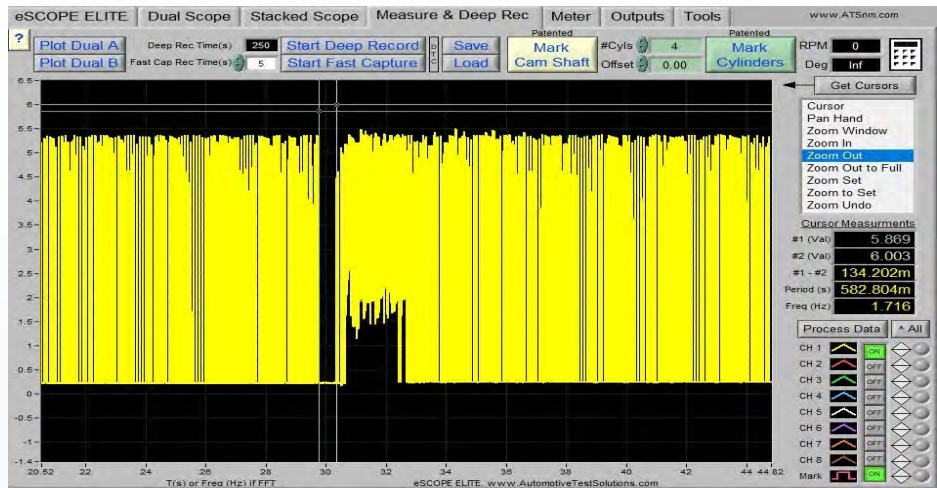 eSCOPE ELITE Dual Scope Stacked Scope Measure & Deep Rec Meter Outputs Tools www.ATSnm.com
? Plot Dual A Deep Rec Time(s) 250 Start Deep Record DTC Save Patented Mark Cam Shaft #Cyls 4 Patented Mark Cylinders RPM 0
Plot Dual B Fast Cap Rec Time(s) 5 Start Fast Capture Load Offset 0.00 Deg Inf
Get Cursors
Cursor
Pan Hand
Zoom Window
Zoom In
Zoom Out
Zoom Out to Full
Zoom Set
Zoom to Set
Zoom Undo
Cursor Measurments
#1 (Val) 5.869
#2 (Val) 6.003
#1 - #2 134.202m
Period (s) 582.804m
Freq (Hz) 1.716
Process Data ^ All
CH 1 ON
CH 2 OFF
CH 3 OFF
CH 4 OFF
CH 5 OFF
CH 6 OFF
CH 7 OFF
CH 8 OFF
Mark ON
6.5
6
5.5
5
4.5
4
3.5
3
2.5
2
1.5
1
0.5
0
-0.5
-1
-1.4
20.52 22 24 26 28 30 32 34 36 38 40 42 44 44.82
T(s) or Freq (Hz) if FFT eSCOPE ELITE. www.AutomotiveTestSolutions.com